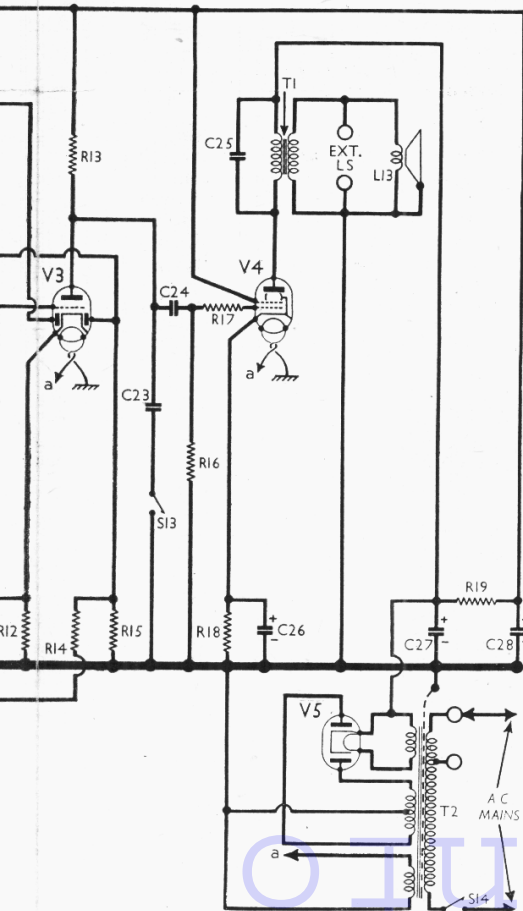 T1
R13
C25
EXT.
LS
L13
V3
V4
C24
R17
a
a
C23
R16
S13
R19
R12
R14
R15
R18
+
−
C26
+
−
C27
C28
V5
T2
A C
MAINS
a
S14